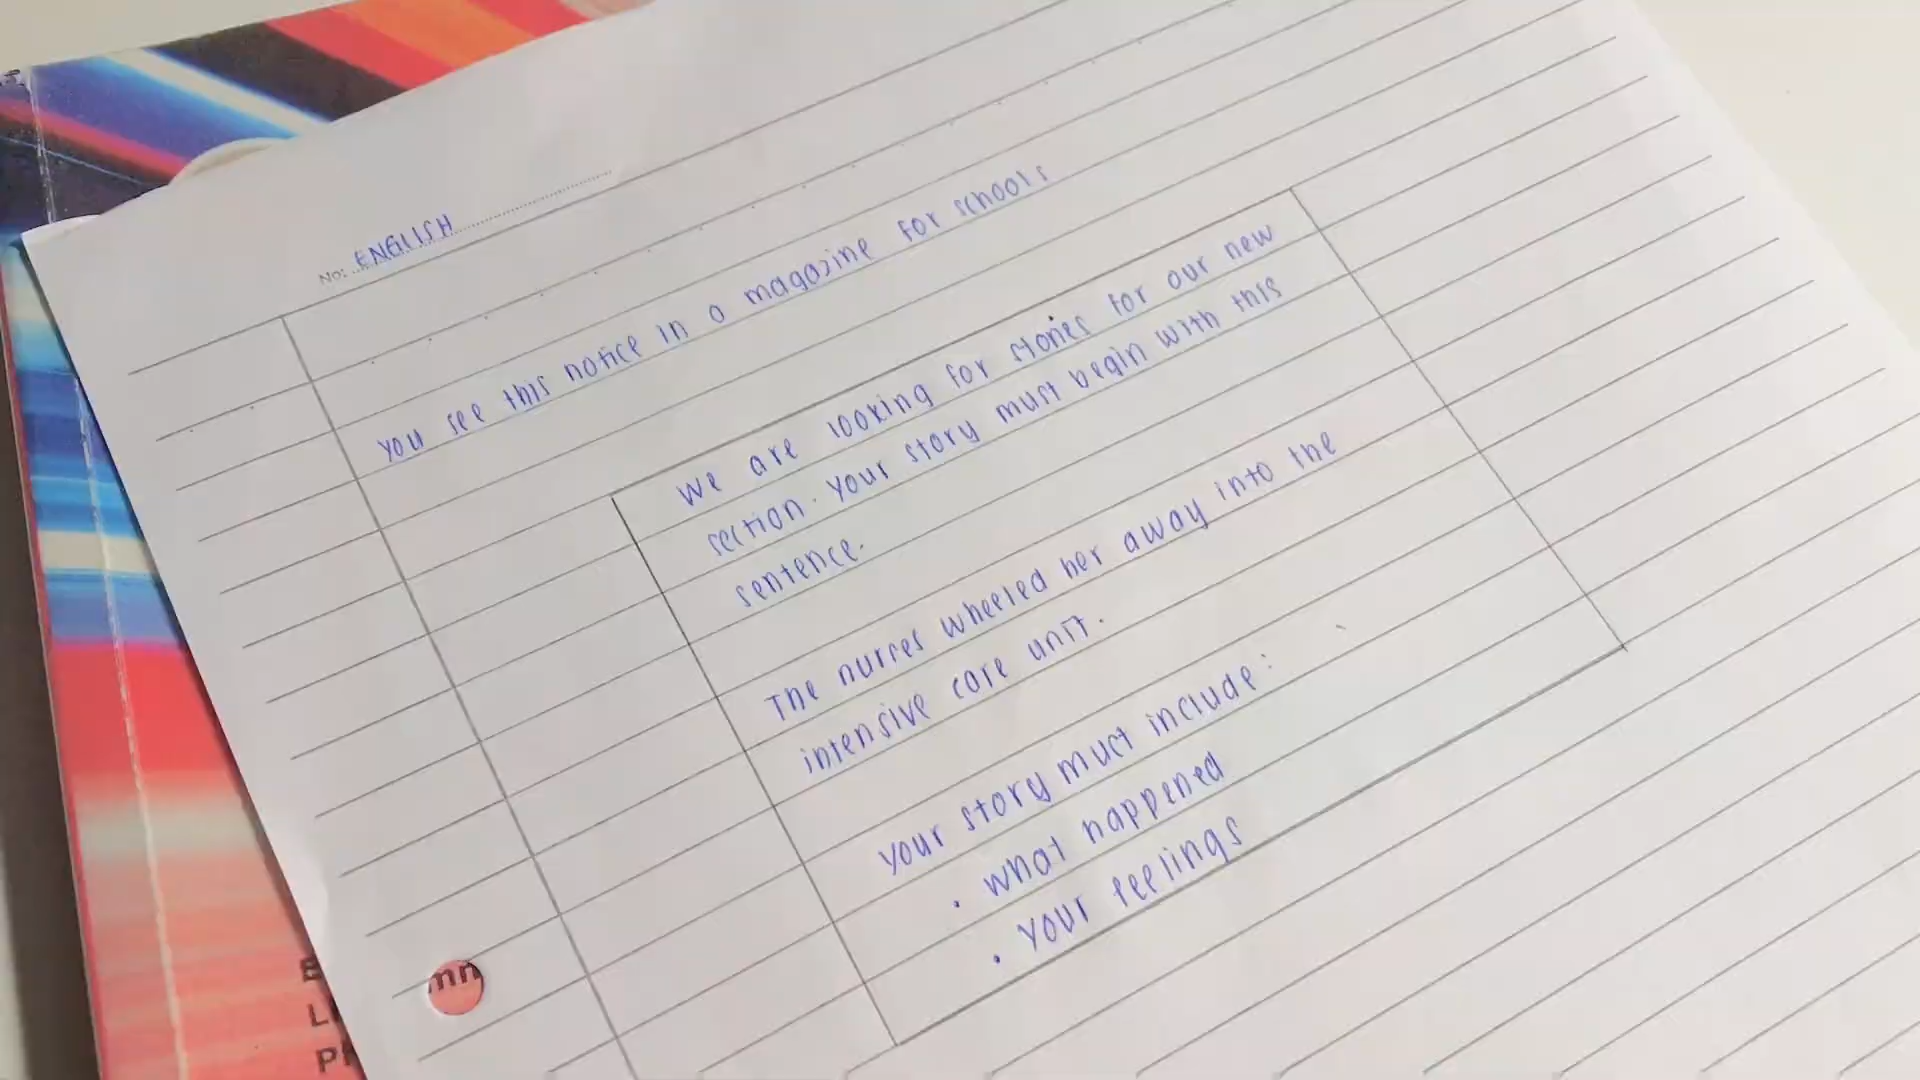 No: ENGLISH
You see this notice in a magazine for schools
We are looking for stories for our new
section. Your story must begin with this
sentence.
The nurses wheeled her away into the
intensive care unit.
Your story must include:
• what happened
• your feelings